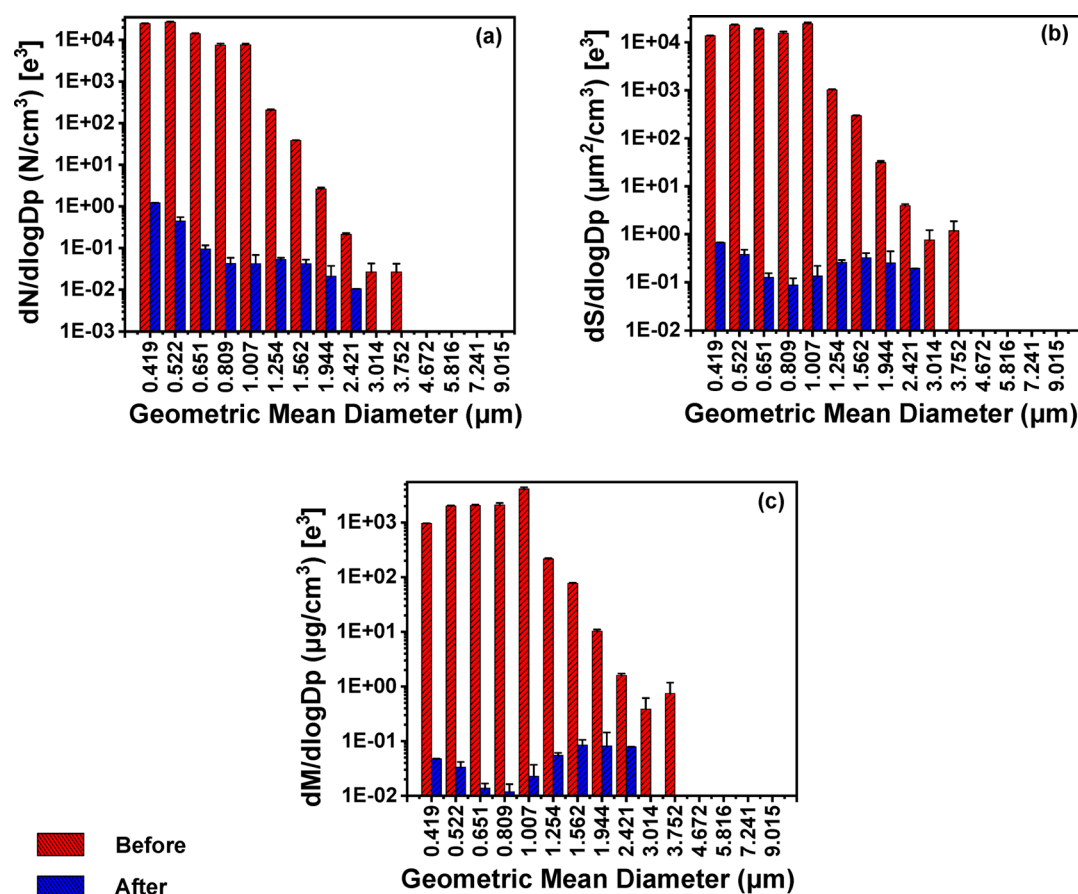 (a)
dN/dlogDp (N/cm³) [e³]
1E+04
1E+03
1E+02
1E+01
1E+00
1E-01
1E-02
1E-03
0.419
0.522
0.651
0.809
1.007
1.254
1.562
1.944
2.421
3.014
3.752
4.672
5.816
7.241
9.015
Geometric Mean Diameter (µm)
(b)
dS/dlogDp (µm²/cm³) [e³]
1E+04
1E+03
1E+02
1E+01
1E+00
1E-01
1E-02
0.419
0.522
0.651
0.809
1.007
1.254
1.562
1.944
2.421
3.014
3.752
4.672
5.816
7.241
9.015
Geometric Mean Diameter (µm)
(c)
dM/dlogDp (µg/cm³) [e³]
1E+03
1E+02
1E+01
1E+00
1E-01
1E-02
0.419
0.522
0.651
0.809
1.007
1.254
1.562
1.944
2.421
3.014
3.752
4.672
5.816
7.241
9.015
Geometric Mean Diameter (µm)
Before
After